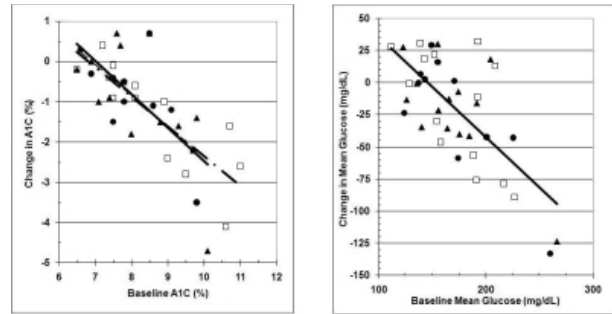 1
0
-1
-2
-3
-4
-5
Change in A1C (%)
6 7 8 9 10 11 12
Baseline A1C (%)
50
25
0
-25
-50
-75
-100
-125
-150
Change in Mean Glucose (mg/dL)
100 150 200 250 300
Baseline Mean Glucose (mg/dL)